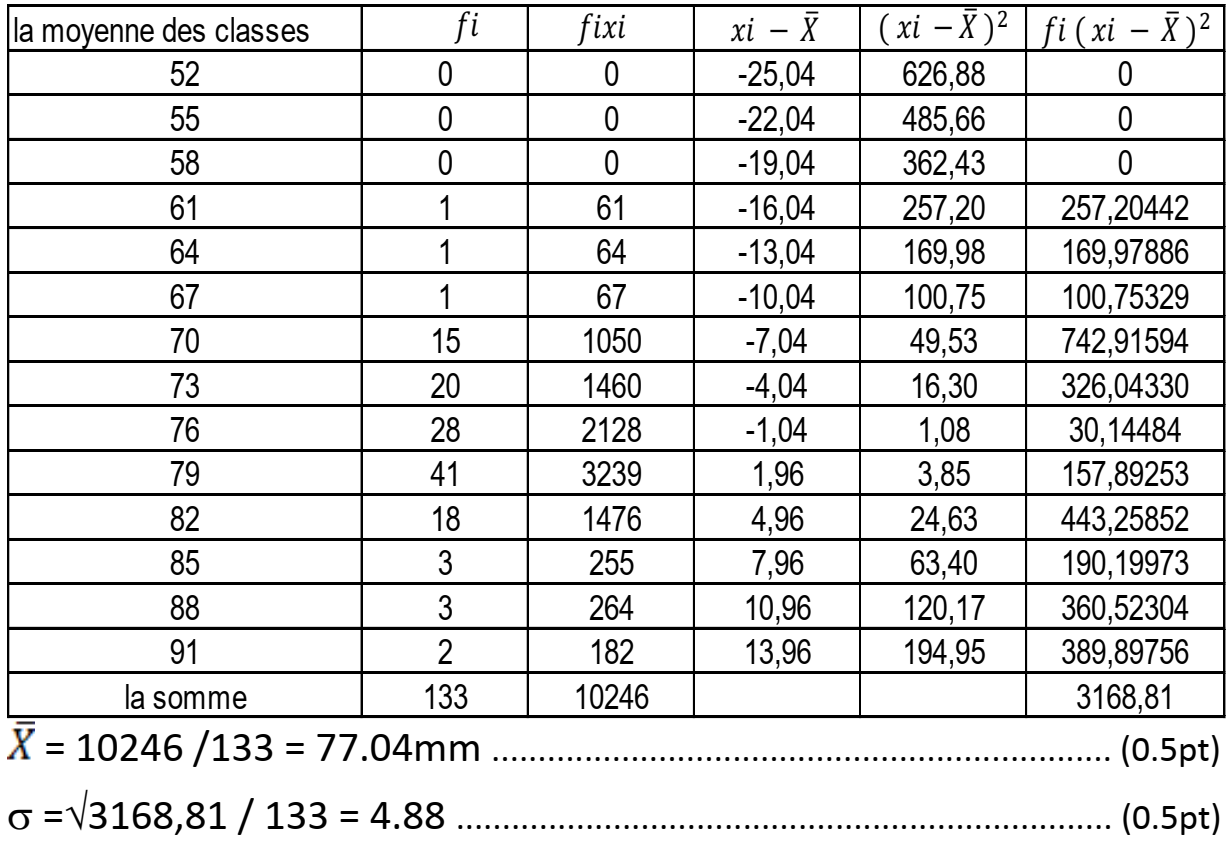 la moyenne des classes fi fixi xi – X̄ ( xi – X̄ )² fi ( xi – X̄ )²
52 0 0 -25,04 626,88 0
55 0 0 -22,04 485,66 0
58 0 0 -19,04 362,43 0
61 1 61 -16,04 257,20 257,20442
64 1 64 -13,04 169,98 169,97886
67 1 67 -10,04 100,75 100,75329
70 15 1050 -7,04 49,53 742,91594
73 20 1460 -4,04 16,30 326,04330
76 28 2128 -1,04 1,08 30,14484
79 41 3239 1,96 3,85 157,89253
82 18 1476 4,96 24,63 443,25852
85 3 255 7,96 63,40 190,19973
88 3 264 10,96 120,17 360,52304
91 2 182 13,96 194,95 389,89756
la somme 133 10246 3168,81
X̄ = 10246 /133 = 77.04mm ........................................................................ (0.5pt)
σ =√3168,81 / 133 = 4.88 ........................................................................ (0.5pt)